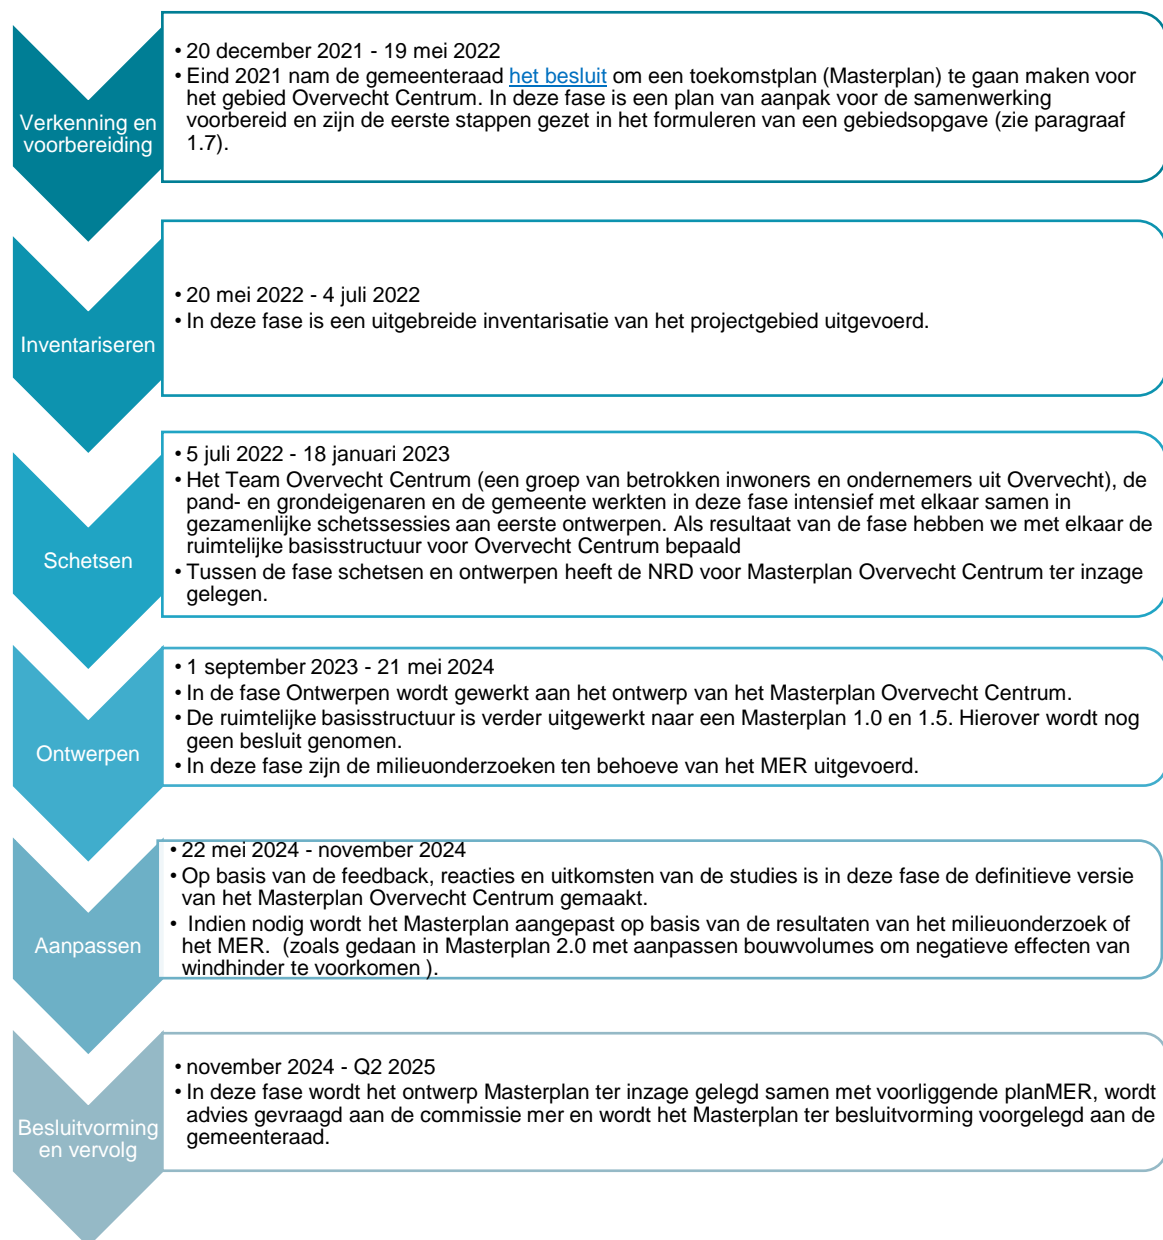 Verkenning en
voorbereiding
• 20 december 2021 - 19 mei 2022
• Eind 2021 nam de gemeenteraad het besluit om een toekomstplan (Masterplan) te gaan maken voor
het gebied Overvecht Centrum. In deze fase is een plan van aanpak voor de samenwerking
voorbereid en zijn de eerste stappen gezet in het formuleren van een gebiedsopgave (zie paragraaf
1.7).
Inventariseren
• 20 mei 2022 - 4 juli 2022
• In deze fase is een uitgebreide inventarisatie van het projectgebied uitgevoerd.
Schetsen
• 5 juli 2022 - 18 januari 2023
• Het Team Overvecht Centrum (een groep van betrokken inwoners en ondernemers uit Overvecht), de
pand- en grondeigenaren en de gemeente werkten in deze fase intensief met elkaar samen in
gezamenlijke schetssessies aan eerste ontwerpen. Als resultaat van de fase hebben we met elkaar de
ruimtelijke basisstructuur voor Overvecht Centrum bepaald
• Tussen de fase schetsen en ontwerpen heeft de NRD voor Masterplan Overvecht Centrum ter inzage
gelegen.
Ontwerpen
• 1 september 2023 - 21 mei 2024
• In de fase Ontwerpen wordt gewerkt aan het ontwerp van het Masterplan Overvecht Centrum.
• De ruimtelijke basisstructuur is verder uitgewerkt naar een Masterplan 1.0 en 1.5. Hierover wordt nog
geen besluit genomen.
• In deze fase zijn de milieuonderzoeken ten behoeve van het MER uitgevoerd.
Aanpassen
• 22 mei 2024 - november 2024
• Op basis van de feedback, reacties en uitkomsten van de studies is in deze fase de definitieve versie
van het Masterplan Overvecht Centrum gemaakt.
• Indien nodig wordt het Masterplan aangepast op basis van de resultaten van het milieuonderzoek of
het MER. (zoals gedaan in Masterplan 2.0 met aanpassen bouwvolumes om negatieve effecten van
windhinder te voorkomen ).
Besluitvorming
en vervolg
• november 2024 - Q2 2025
• In deze fase wordt het ontwerp Masterplan ter inzage gelegd samen met voorliggende planMER, wordt
advies gevraagd aan de commissie mer en wordt het Masterplan ter besluitvorming voorgelegd aan de
gemeenteraad.